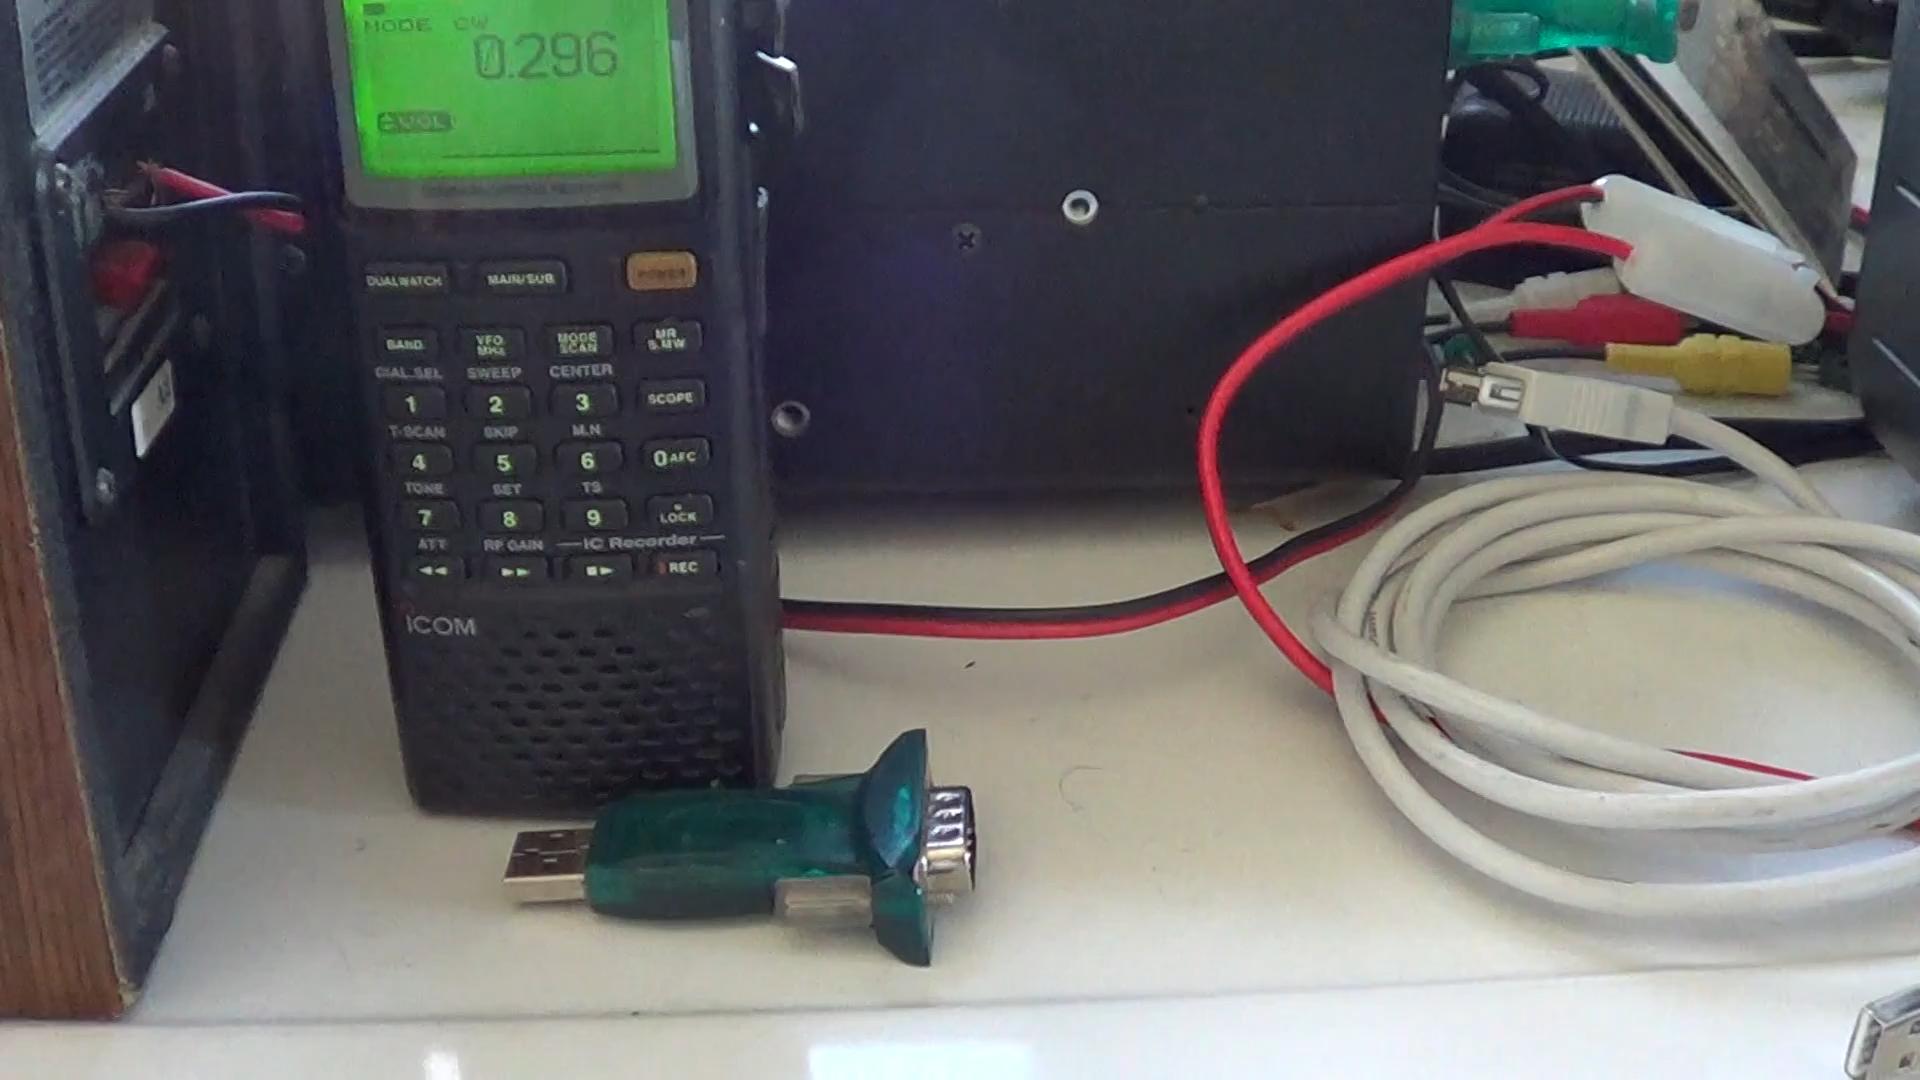 MODE CW
0.296
VOL
DUALWATCH MAIN/SUB POWER
BAND VFO MHz MODE SCAN MR S.MW
DIAL.SEL SWEEP CENTER
1 2 3 SCOPE
T-SCAN SKIP M.N
4 5 6 0 AFC
TONE SET TS
7 8 9 LOCK
ATT RF GAIN IC Recorder
◄◄ ►► ■► REC
ICOM